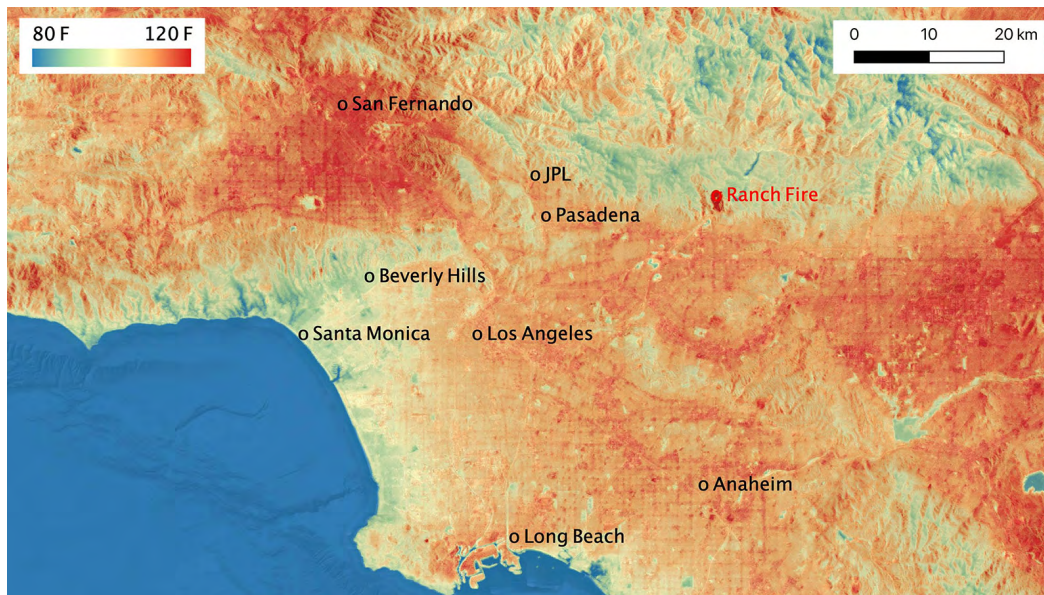 80 F 120 F
0 10 20 km
San Fernando
JPL
Ranch Fire
Pasadena
Beverly Hills
Santa Monica
Los Angeles
Anaheim
Long Beach